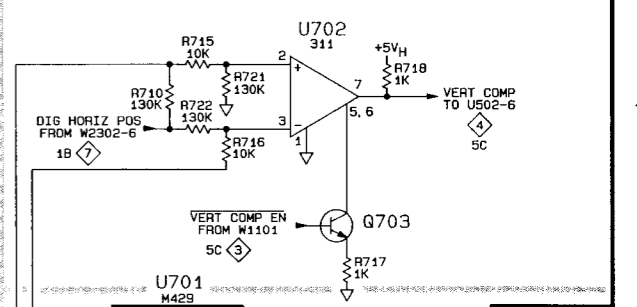 U702
311
R715
10K
2
+
+5VH
R718
1K
R721
130K
7
R710
130K
R722
130K
VERT COMP
TO U502-6
4
5C
5, 6
DIG HORIZ POS
FROM W2302-6
1B 7
3
-
1
R716
10K
VERT COMP EN
FROM W1101
5C 3
Q703
R717
1K
U701
M429